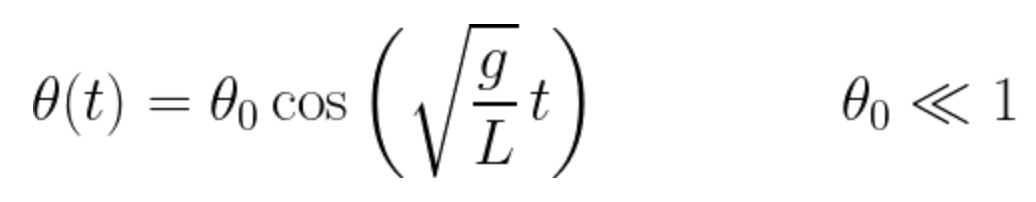 θ(t) = θ₀ cos(√(g/L) t)    θ₀ ≪ 1